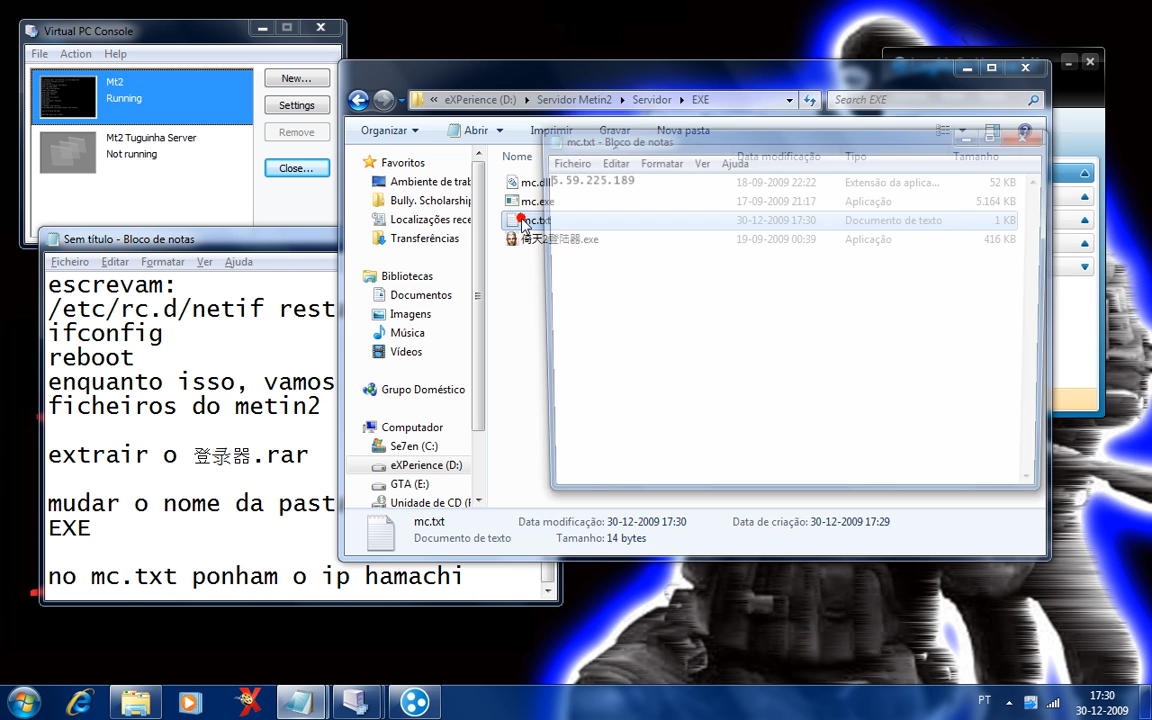 Virtual PC Console
File Action Help
Mt2
Running
New...
Settings
Remove
Close...
Mt2 Tuguinha Server
Not running
Sem título - Bloco de notas
Ficheiro Editar Formatar Ver Ajuda
escrevam:
/etc/rc.d/netif rest
ifconfig
reboot
enquanto isso, vamos
ficheiros do metin2
extrair o 登录器.rar
mudar o nome da past
EXE
no mc.txt ponham o ip hamachi
« eXPerience (D:) Servidor Metin2 Servidor EXE
Search EXE
Organizar Abrir Imprimir Gravar Nova pasta
Favoritos
Ambiente de trab
Bully. Scholarship
Localizações rece
Transferências
Bibliotecas
Documentos
Imagens
Música
Vídeos
Grupo Doméstico
Computador
Se7en (C:)
eXPerience (D:)
GTA (E:)
Unidade de CD (F
Nome Data modificação Tipo Tamanho
mc.dll 18-09-2009 22:22 Extensão da aplica... 52 KB
mc.exe 17-09-2009 21:17 Aplicação 5.164 KB
mc.txt 30-12-2009 17:30 Documento de texto 1 KB
倚天2登陆器.exe 19-09-2009 00:39 Aplicação 416 KB
mc.txt - Bloco de notas
Ficheiro Editar Formatar Ver Ajuda
5.59.225.189
mc.txt Data modificação: 30-12-2009 17:30 Data de criação: 30-12-2009 17:29
Documento de texto Tamanho: 14 bytes
PT
17:30
30-12-2009